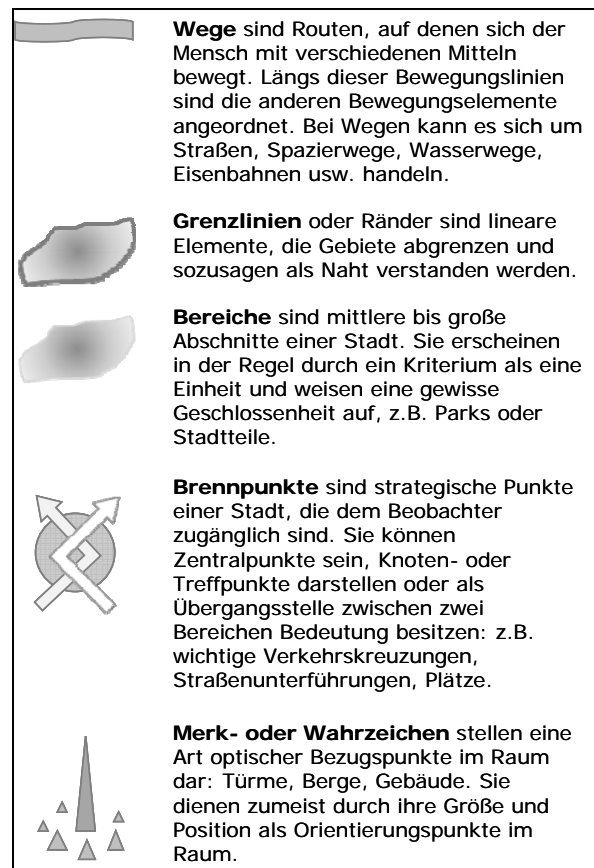 Wege sind Routen, auf denen sich der
Mensch mit verschiedenen Mitteln
bewegt. Längs dieser Bewegungslinien
sind die anderen Bewegungselemente
angeordnet. Bei Wegen kann es sich um
Straßen, Spazierwege, Wasserwege,
Eisenbahnen usw. handeln.
Grenzlinien oder Ränder sind lineare
Elemente, die Gebiete abgrenzen und
sozusagen als Naht verstanden werden.
Bereiche sind mittlere bis große
Abschnitte einer Stadt. Sie erscheinen
in der Regel durch ein Kriterium als eine
Einheit und weisen eine gewisse
Geschlossenheit auf, z.B. Parks oder
Stadtteile.
Brennpunkte sind strategische Punkte
einer Stadt, die dem Beobachter
zugänglich sind. Sie können
Zentralpunkte sein, Knoten- oder
Treffpunkte darstellen oder als
Übergangsstelle zwischen zwei
Bereichen Bedeutung besitzen: z.B.
wichtige Verkehrskreuzungen,
Straßenunterführungen, Plätze.
Merk- oder Wahrzeichen stellen eine
Art optischer Bezugspunkte im Raum
dar: Türme, Berge, Gebäude. Sie
dienen zumeist durch ihre Größe und
Position als Orientierungspunkte im
Raum.